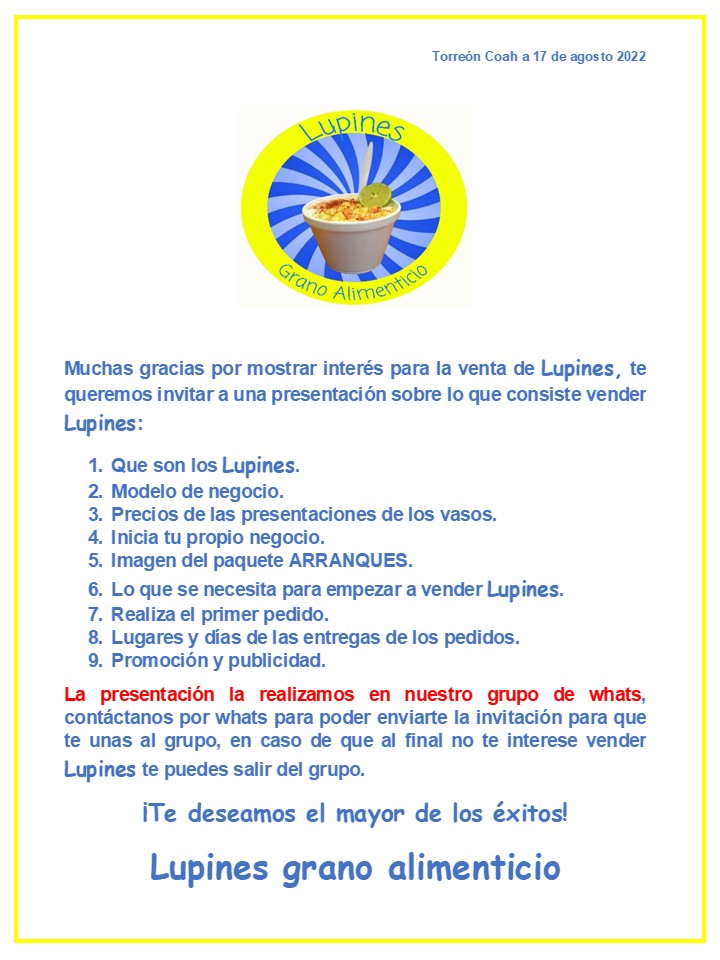 Torreón Coah a 17 de agosto 2022
Lupines
Grano Alimenticio
Muchas gracias por mostrar interés para la venta de Lupines, te
queremos invitar a una presentación sobre lo que consiste vender
Lupines:
1. Que son los Lupines.
2. Modelo de negocio.
3. Precios de las presentaciones de los vasos.
4. Inicia tu propio negocio.
5. Imagen del paquete ARRANQUES.
6. Lo que se necesita para empezar a vender Lupines.
7. Realiza el primer pedido.
8. Lugares y días de las entregas de los pedidos.
9. Promoción y publicidad.
La presentación la realizamos en nuestro grupo de whats,
contáctanos por whats para poder enviarte la invitación para que
te unas al grupo, en caso de que al final no te interese vender
Lupines te puedes salir del grupo.
¡Te deseamos el mayor de los éxitos!
Lupines grano alimenticio